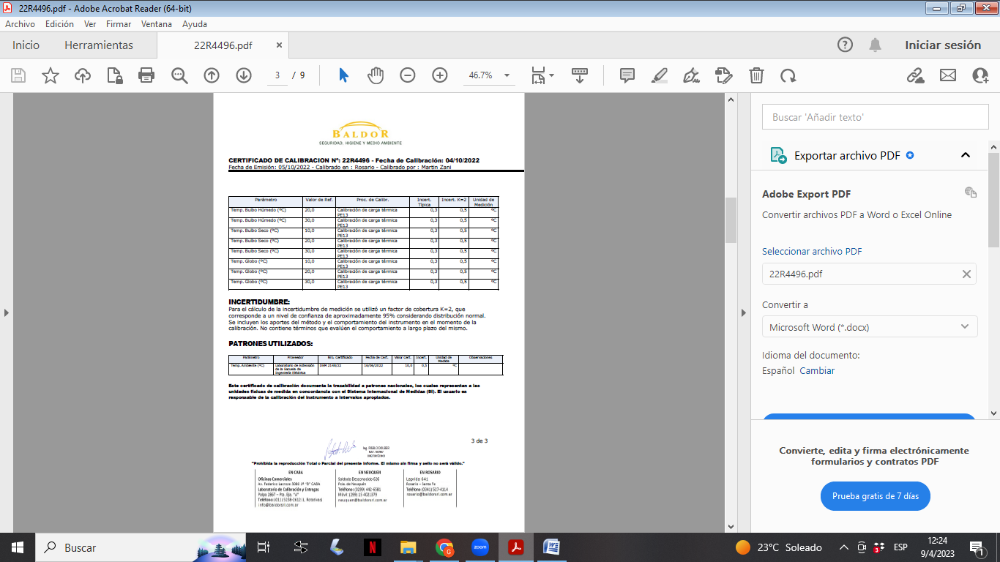 22R4496.pdf - Adobe Acrobat Reader (64-bit)
Archivo Edición Ver Firmar Ventana Ayuda
Inicio Herramientas 22R4496.pdf Iniciar sesión
3 / 9 46.7%
BALDOR
SEGURIDAD, HIGIENE Y MEDIO AMBIENTE
CERTIFICADO DE CALIBRACION Nº: 22R4496 - Fecha de Calibración: 04/10/2022
Fecha de Emisión: 05/10/2022 - Calibrado en : Rosario - Calibrado por : Martin Zani
Parámetro Valor de Ref. Proc. de Calibr. Incert. Típica Incert. K=2 Unidad de Medición
Temp. Bulbo Húmedo (ºC) 20,0 Calibración de carga térmica PE13 0,3 0,5 ºC
Temp. Bulbo Húmedo (ºC) 30,0 Calibración de carga térmica PE13 0,3 0,5 ºC
Temp. Bulbo Seco (ºC) 10,0 Calibración de carga térmica PE13 0,3 0,5 ºC
Temp. Bulbo Seco (ºC) 20,0 Calibración de carga térmica PE13 0,3 0,5 ºC
Temp. Bulbo Seco (ºC) 30,0 Calibración de carga térmica PE13 0,3 0,5 ºC
Temp. Globo (ºC) 10,0 Calibración de carga térmica PE13 0,3 0,5 ºC
Temp. Globo (ºC) 20,0 Calibración de carga térmica PE13 0,3 0,5 ºC
Temp. Globo (ºC) 30,0 Calibración de carga térmica PE13 0,3 0,5 ºC
INCERTIDUMBRE:
Para el cálculo de la incertidumbre de medición se utilizó un factor de cobertura K=2, que
corresponde a un nivel de confianza de aproximadamente 95% considerando distribución normal.
Se incluyen los aportes del método y el comportamiento del instrumento en el momento de la
calibración. No contiene términos que evalúen el comportamiento a largo plazo del mismo.
PATRONES UTILIZADOS:
Parámetro Proveedor Nro. Certificado Fecha de Cert. Valor Cert. Incert. Unidad de Medida Observaciones
Temp. Ambiente (ºC) Laboratorio de Extensión de la Escuela de Ingeniería Eléctrica 16/06/2022 10,0 0,5 ºC
Este certificado de calibración documenta la trazabilidad a patrones nacionales, los cuales representan a las
unidades físicas de medida en concordancia con el Sistema Internacional de Medidas (SI). El usuario es
responsable de la calibración del instrumento a intervalos apropiados.
3 de 3
Ing. PABLO DOLBER
"Prohibida la reproducción Total o Parcial del presente informe. El mismo sin firma y sello no será válido."
EN CABA
Oficinas Comerciales
Av. Federico Lacroze 3080 1º "B" CABA
Laboratorio de Calibración y Entregas
Palpa 2867 - Pta. Bja. "A"
Teléfono: (011) 5258-2612 (L. Rotativas)
info@baldorsrl.com.ar
EN NEUQUEN
Soldado Desconocido 626
Pcia. de Neuquén
Teléfono: (0299) 442-6581
Móvil: (299) 15 4021379
neuquen@baldorsrl.com.ar
EN ROSARIO
Laprida 641
Rosario - Santa Fe
Teléfono (0341) 527-4114
rosario@baldorsrl.com.ar
Buscar 'Añadir texto'
Exportar archivo PDF
Adobe Export PDF
Convertir archivos PDF a Word o Excel Online
Seleccionar archivo PDF
22R4496.pdf
Convertir a
Microsoft Word (*.docx)
Idioma del documento:
Español Cambiar
Convierte, edita y firma electrónicamente
formularios y contratos PDF
Prueba gratis de 7 días
Buscar
23°C Soleado
ESP
12:24
9/4/2023